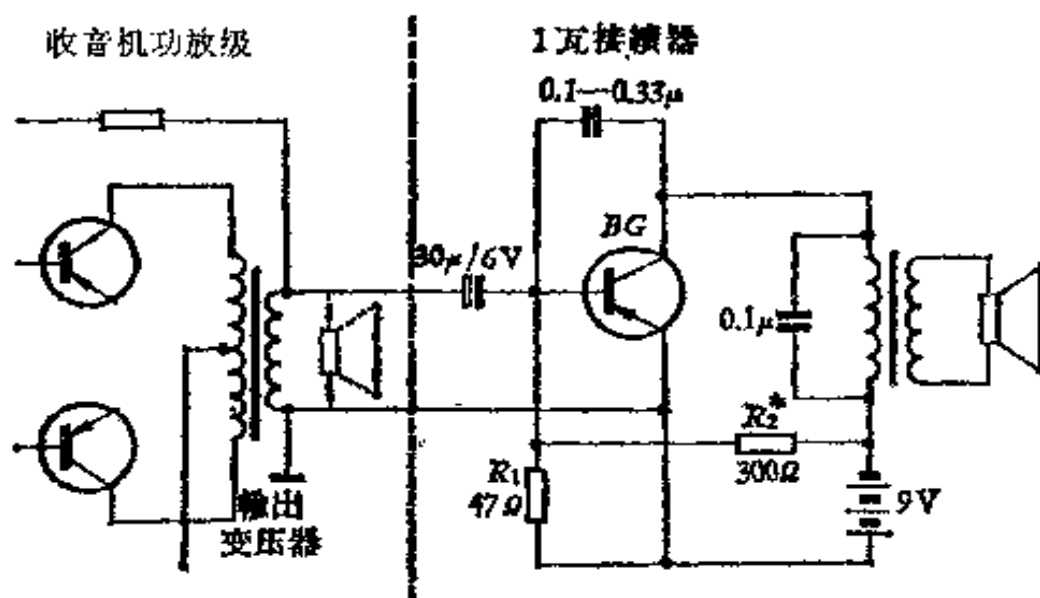 收音机功放级
1瓦接续器
0.1—0.33μ
BG
30μ/6V
0.1μ
R₂*
300Ω
R₁
47Ω
9V
输出
变压器